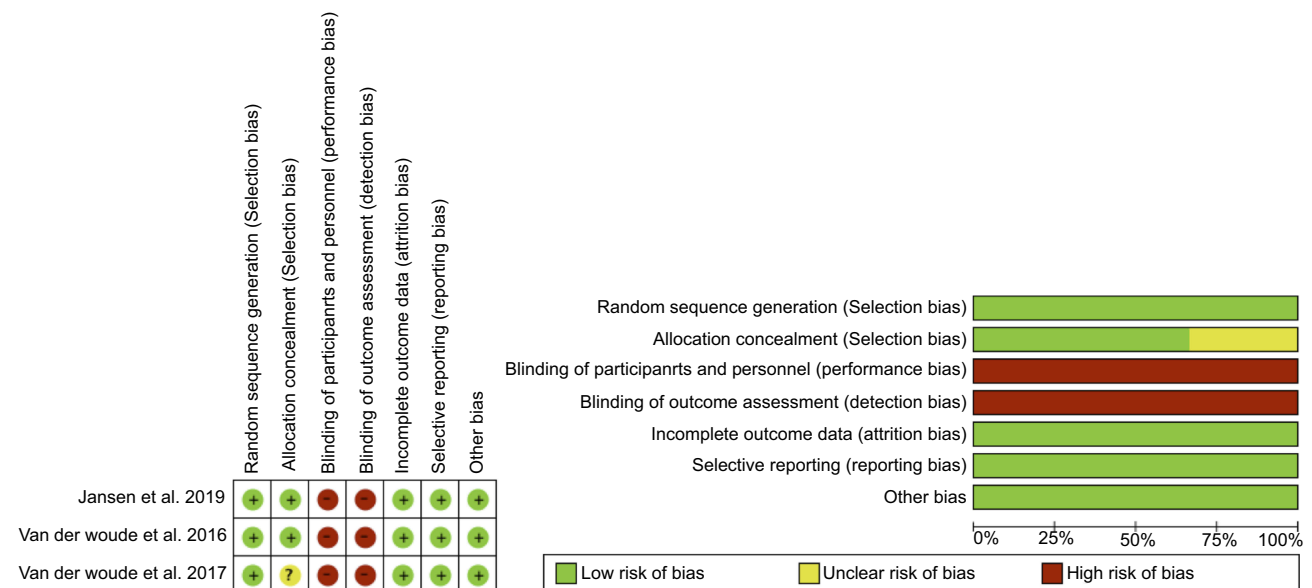 Random sequence generation (Selection bias)
Allocation concealment (Selection bias)
Blinding of participanrts and personnel (performance bias)
Blinding of outcome assessment (detection bias)
Incomplete outcome data (attrition bias)
Selective reporting (reporting bias)
Other bias
Jansen et al. 2019 + + - - + + +
Van der woude et al. 2016 + + - - + + +
Van der woude et al. 2017 + ? - - + + +
Random sequence generation (Selection bias)
Allocation concealment (Selection bias)
Blinding of participanrts and personnel (performance bias)
Blinding of outcome assessment (detection bias)
Incomplete outcome data (attrition bias)
Selective reporting (reporting bias)
Other bias
0% 25% 50% 75% 100%
Low risk of bias Unclear risk of bias High risk of bias